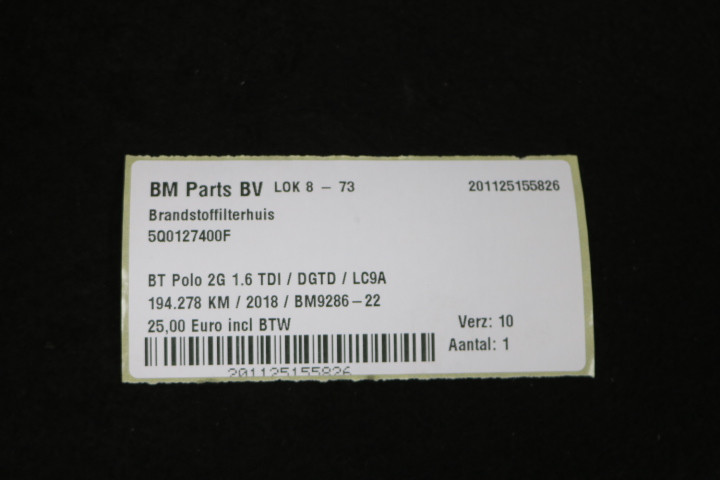 BM Parts BV LOK 8 - 73 201125155826
Brandstoffilterhuis
5Q0127400F
BT Polo 2G 1.6 TDI / DGTD / LC9A
194.278 KM / 2018 / BM9286-22
25,00 Euro incl BTW Verz: 10
Aantal: 1
201125155826